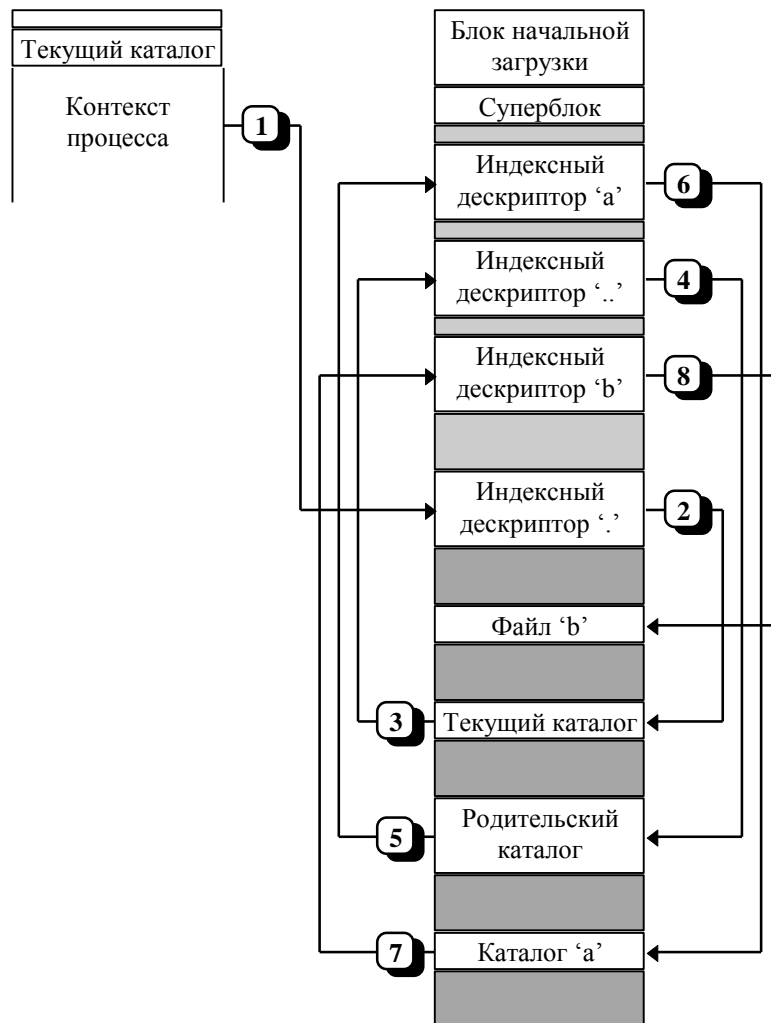 Текущий каталог
Контекст
процесса
1
Блок начальной
загрузки
Суперблок
Индексный
дескриптор ‘a’
6
Индексный
дескриптор ‘..’
4
Индексный
дескриптор ‘b’
8
Индексный
дескриптор ‘.’
2
Файл ‘b’
3
Текущий каталог
5
Родительский
каталог
7
Каталог ‘a’